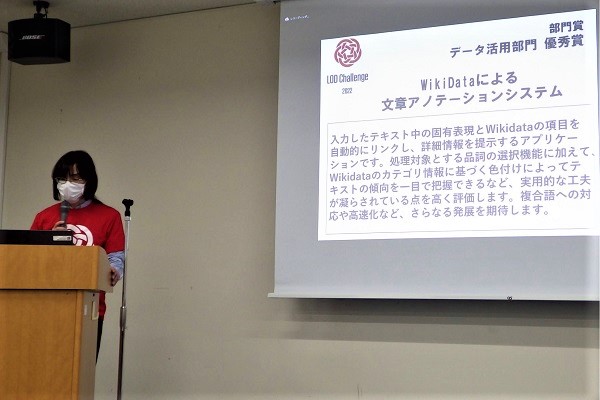 部門賞
データ活用部門 優秀賞
LOD Challenge
2022
WikiDataによる
文章アノテーションシステム
入力したテキスト中の固有表現とWikidataの項目を
自動的にリンクし、詳細情報を提示するアプリケー
ションです。処理対象とする品詞の選択機能に加えて、
Wikidataのカテゴリ情報に基づく色付けによってテ
キストの傾向を一目で把握できるなど、実用的な工夫
が凝らされている点を高く評価します。複合語への対
応や高速化など、さらなる発展を期待します。
BOSE